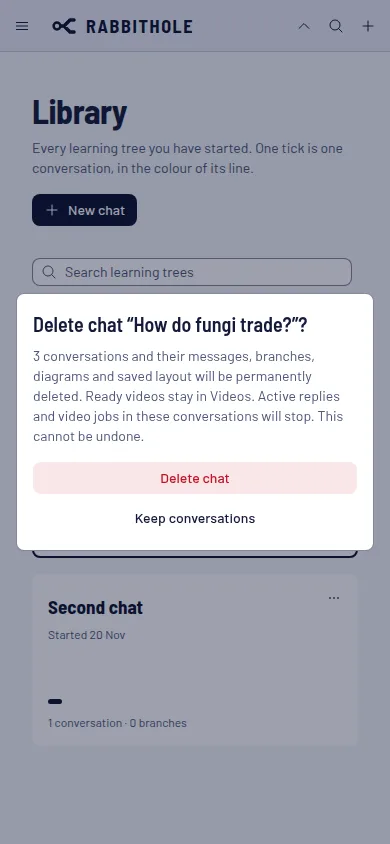 RABBITHOLE
Library
Every learning tree you have started. One tick is one
conversation, in the colour of its line.
New chat
Search learning trees
Delete chat “How do fungi trade?”?
3 conversations and their messages, branches,
diagrams and saved layout will be permanently
deleted. Ready videos stay in Videos. Active replies
and video jobs in these conversations will stop. This
cannot be undone.
Delete chat
Keep conversations
Second chat
Started 20 Nov
1 conversation · 0 branches